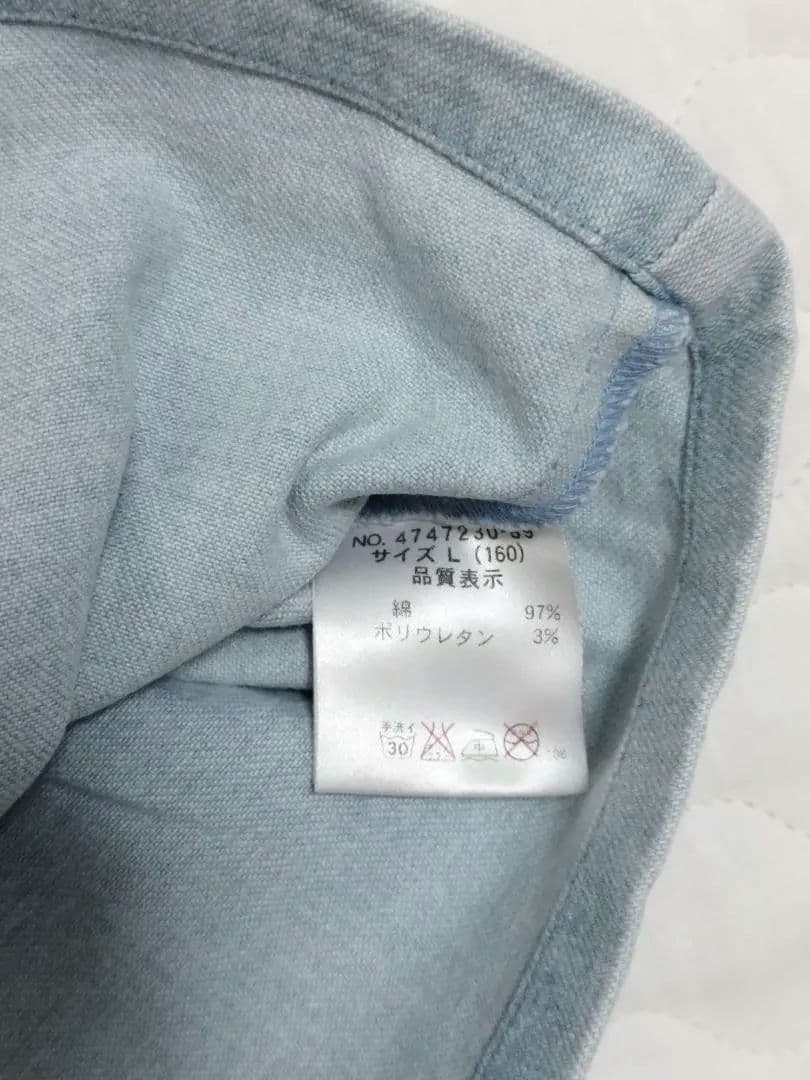 NO. 4747230-89
サイズ L (160)
品質表示
綿 97%
ポリウレタン 3%
手洗イ
30 中